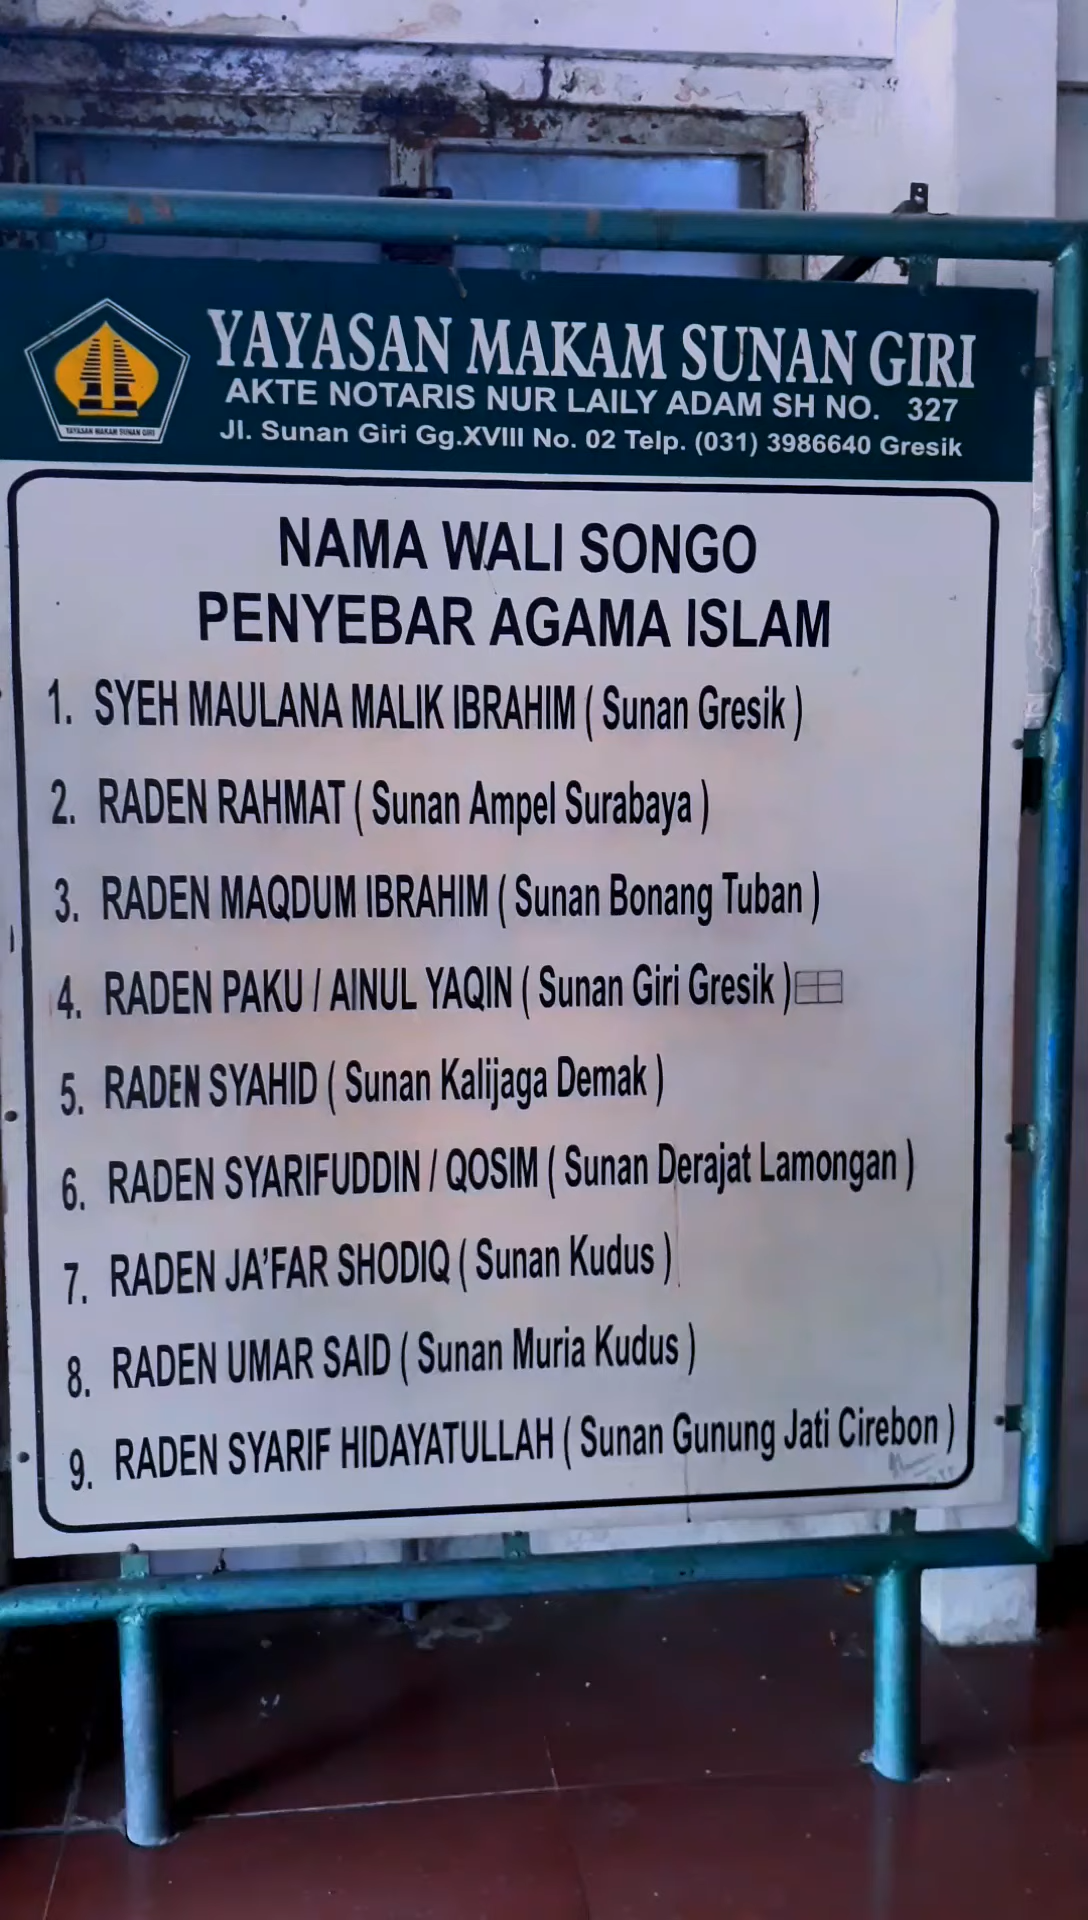 YAYASAN MAKAM SUNAN GIRI
AKTE NOTARIS NUR LAILY ADAM SH NO. 327
Jl. Sunan Giri Gg.XVIII No. 02 Telp. (031) 3986640 Gresik
YAYASAN MAKAM SUNAN GIRI
NAMA WALI SONGO
PENYEBAR AGAMA ISLAM
1. SYEH MAULANA MALIK IBRAHIM ( Sunan Gresik )
2. RADEN RAHMAT ( Sunan Ampel Surabaya )
3. RADEN MAQDUM IBRAHIM ( Sunan Bonang Tuban )
4. RADEN PAKU / AINUL YAQIN ( Sunan Giri Gresik )
5. RADEN SYAHID ( Sunan Kalijaga Demak )
6. RADEN SYARIFUDDIN / QOSIM ( Sunan Derajat Lamongan )
7. RADEN JA'FAR SHODIQ ( Sunan Kudus )
8. RADEN UMAR SAID ( Sunan Muria Kudus )
9. RADEN SYARIF HIDAYATULLAH ( Sunan Gunung Jati Cirebon )